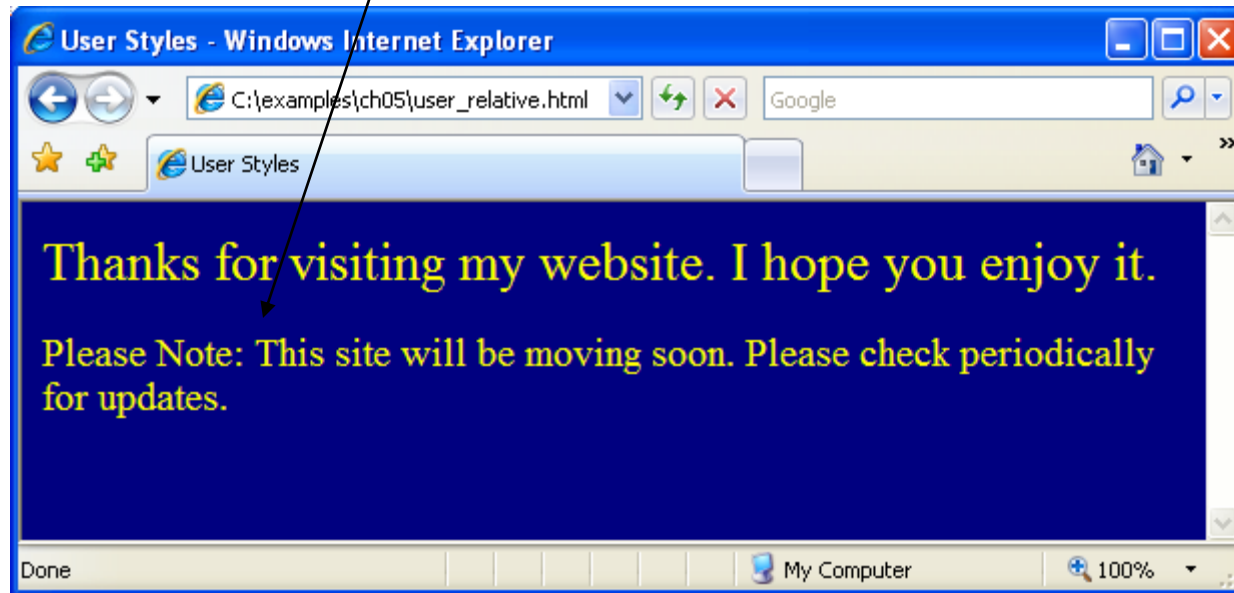 User Styles - Windows Internet Explorer
C:\examples\ch05\user_relative.html
Google
User Styles
Thanks for visiting my website. I hope you enjoy it.
Please Note: This site will be moving soon. Please check periodically
for updates.
Done
My Computer
100%